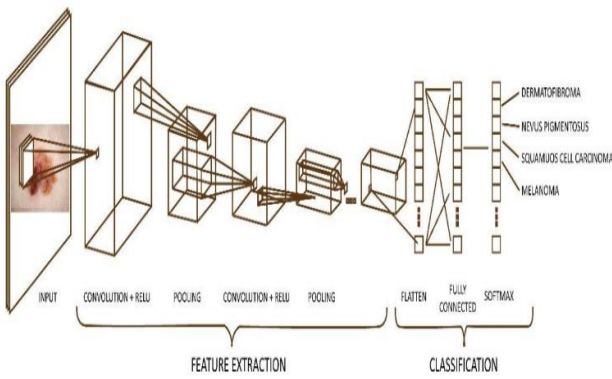 DERMATOFIBROMA
NEVUS PIGMENTOSUS
SQUAMUOS CELL CARCINOMA
MELANOMA
INPUT
CONVOLUTION + RELU
POOLING
CONVOLUTION + RELU
POOLING
FLATTEN
FULLY
CONNECTED
SOFTMAX
FEATURE EXTRACTION
CLASSIFICATION